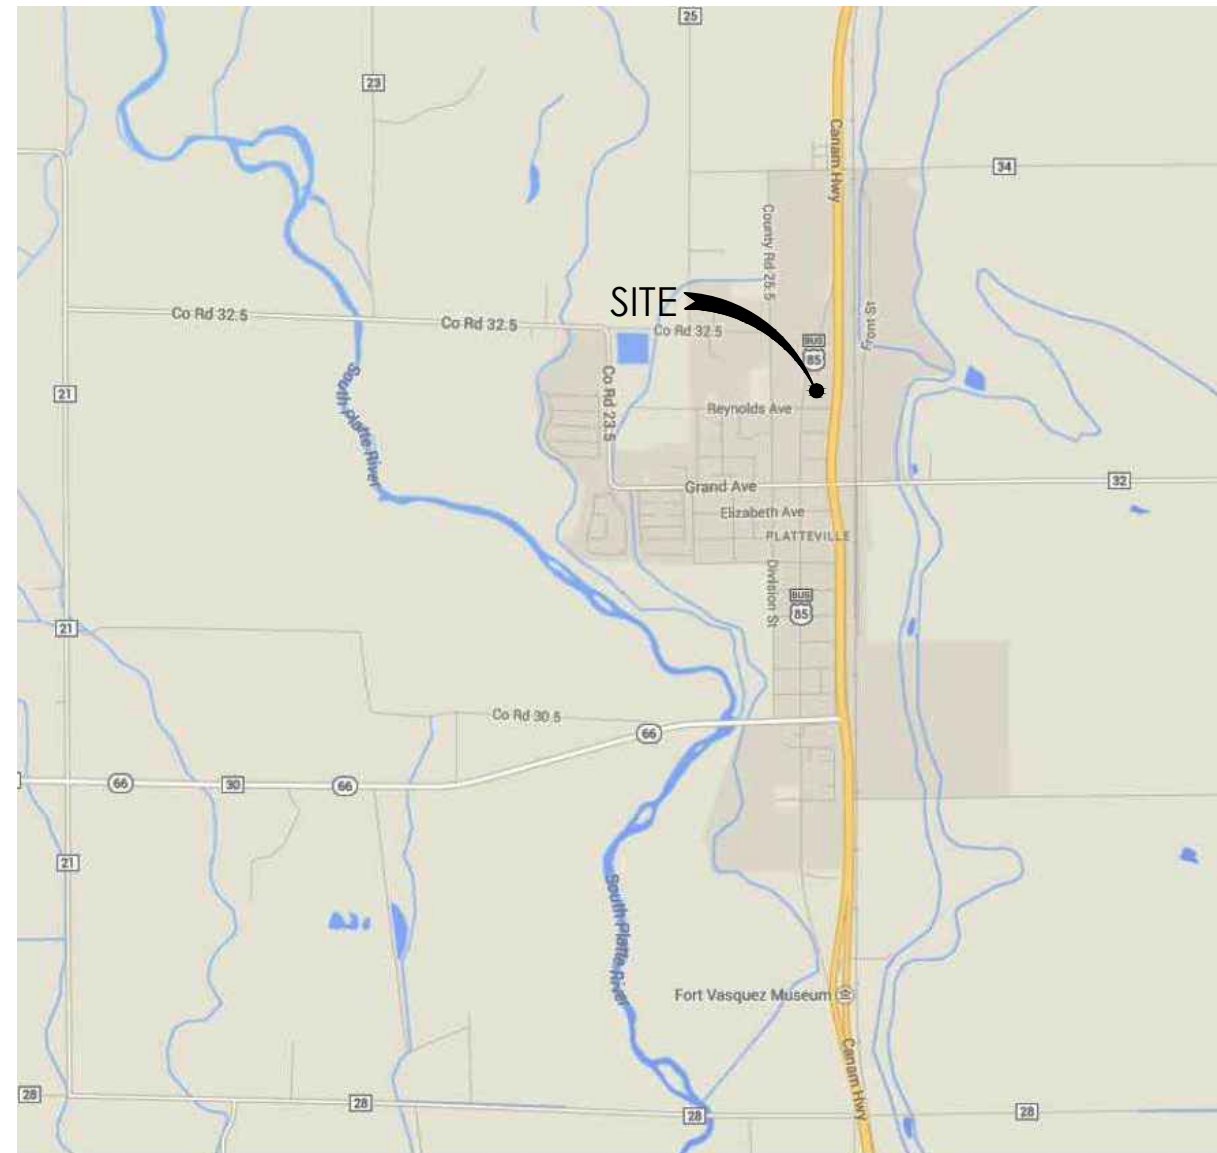 25
23
Canam Hwy
34
County Rd 25.5
SITE
Front St
Co Rd 32.5
Co Rd 32.5
Co Rd 32.5
BUS
85
South Platte River
21
Co Rd 23.5
Reynolds Ave
Grand Ave
32
Elizabeth Ave
PLATTEVILLE
Division St
BUS
85
21
Co Rd 30.5
66
66
30
66
21
South Platte River
Fort Vasquez Museum
Canam Hwy
28
28
28
28